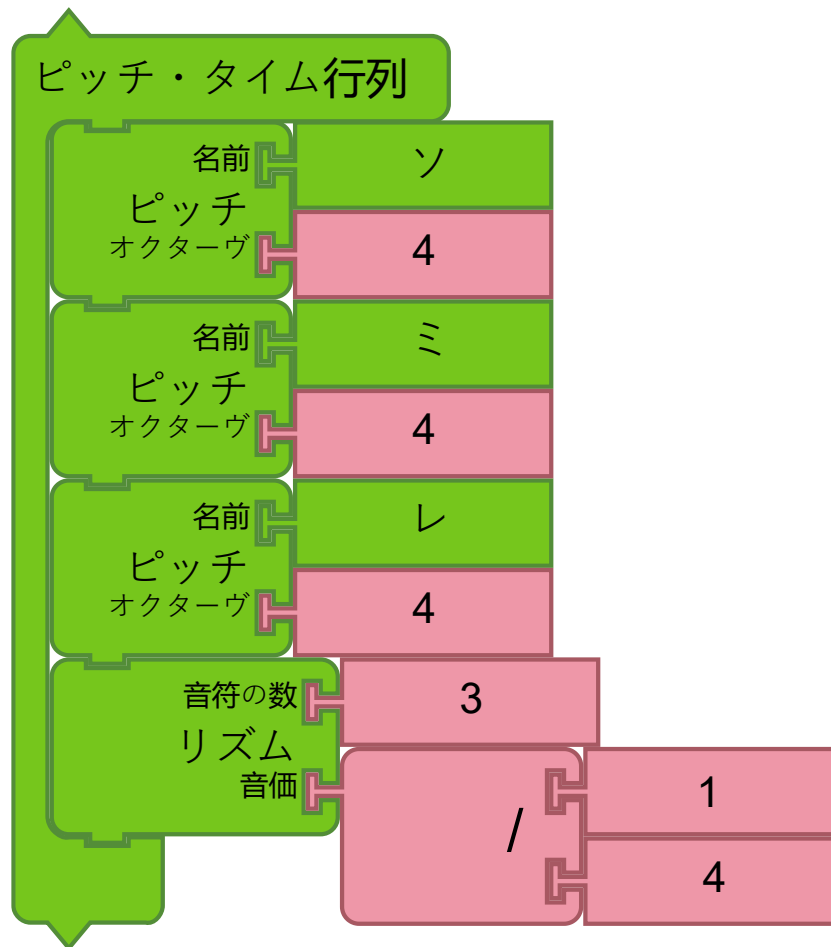 ピッチ・タイム行列
名前
ソ
ピッチ
オクターヴ
4
名前
ミ
ピッチ
オクターヴ
4
名前
レ
ピッチ
オクターヴ
4
音符の数
3
リズム
音価
/
1
4